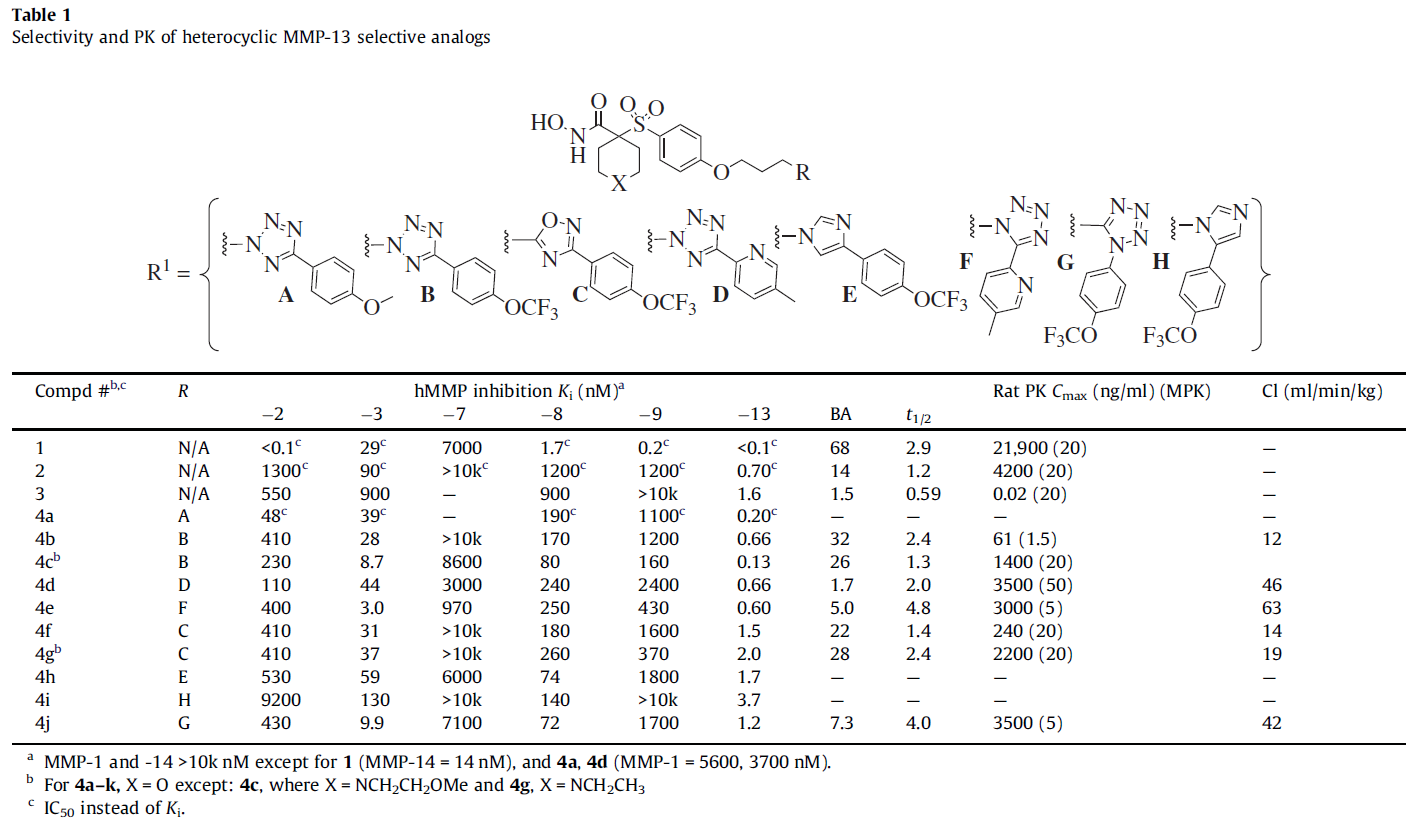 Table 1
Selectivity and PK of heterocyclic MMP-13 selective analogs
O O O
HO S
N
H
X O R
R¹ =
N N N N A O
N N N N B OCF₃
O N N C OCF₃
N N N N N D
N N E OCF₃
F N N N N N
G N N N N F₃CO
H N N F₃CO
Compd #ᵇ,ᶜ R hMMP inhibition Kᵢ (nM)ᵃ Rat PK Cmax (ng/ml) (MPK) Cl (ml/min/kg)
−2 −3 −7 −8 −9 −13 BA t1/2
1 N/A <0.1ᶜ 29ᶜ 7000 1.7ᶜ 0.2ᶜ <0.1ᶜ 68 2.9 21,900 (20) —
2 N/A 1300ᶜ 90ᶜ >10kᶜ 1200ᶜ 1200ᶜ 0.70ᶜ 14 1.2 4200 (20) —
3 N/A 550 900 — 900 >10k 1.6 1.5 0.59 0.02 (20) —
4a A 48ᶜ 39ᶜ — 190ᶜ 1100ᶜ 0.20ᶜ — — — —
4b B 410 28 >10k 170 1200 0.66 32 2.4 61 (1.5) 12
4cᵇ B 230 8.7 8600 80 160 0.13 26 1.3 1400 (20)
4d D 110 44 3000 240 2400 0.66 1.7 2.0 3500 (50) 46
4e F 400 3.0 970 250 430 0.60 5.0 4.8 3000 (5) 63
4f C 410 31 >10k 180 1600 1.5 22 1.4 240 (20) 14
4gᵇ C 410 37 >10k 260 370 2.0 28 2.4 2200 (20) 19
4h E 530 59 6000 74 1800 1.7 — — — —
4i H 9200 130 >10k 140 >10k 3.7 — — — —
4j G 430 9.9 7100 72 1700 1.2 7.3 4.0 3500 (5) 42
ᵃ MMP-1 and -14 >10k nM except for 1 (MMP-14 = 14 nM), and 4a, 4d (MMP-1 = 5600, 3700 nM).
ᵇ For 4a–k, X = O except: 4c, where X = NCH₂CH₂OMe and 4g, X = NCH₂CH₃
ᶜ IC₅₀ instead of Kᵢ.